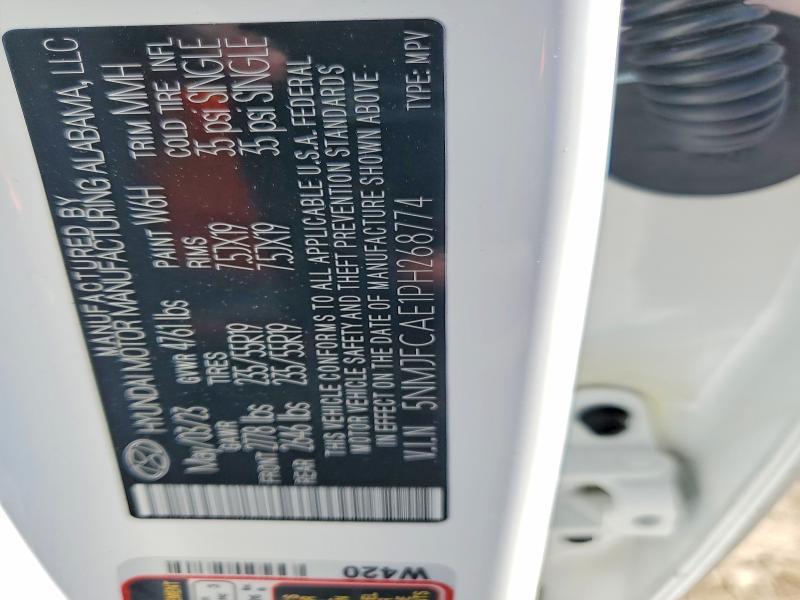 MANUFACTURED BY
HYUNDAI MOTOR MANUFACTURING ALABAMA, LLC
May/08/23 GVWR 4761 lbs PAINT W6H TRIM MMH
GAWR TIRES RIMS COLD TIRE INFL
FRONT 2778 lbs 235/55R19 7.5JX19 35 psi SINGLE
REAR 2646 lbs 235/55R19 7.5JX19 35 psi SINGLE
THIS VEHICLE CONFORMS TO ALL APPLICABLE U.S.A. FEDERAL
MOTOR VEHICLE SAFETY AND THEFT PREVENTION STANDARDS
IN EFFECT ON THE DATE OF MANUFACTURE SHOWN ABOVE
V.I.N. 5NMJFCAE1PH268774 TYPE: MPV
W420